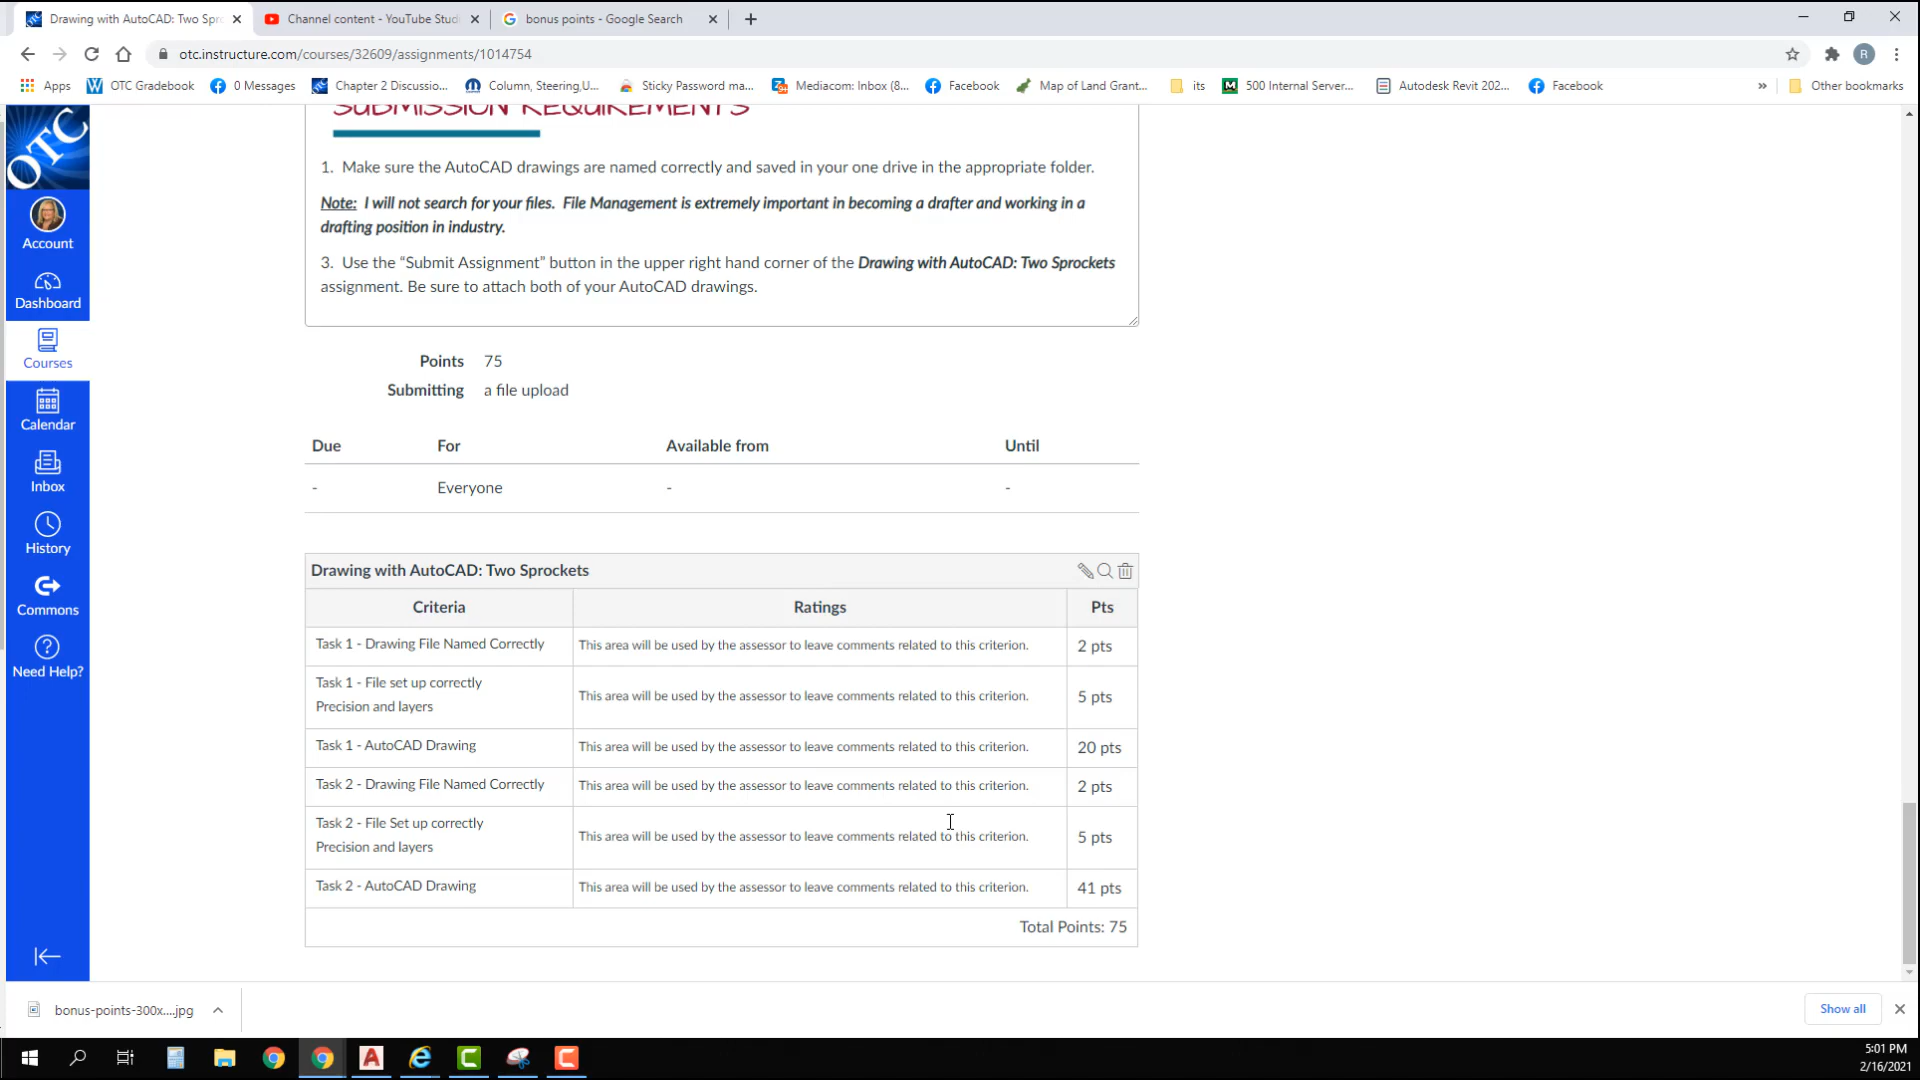 Drawing with AutoCAD: Two Spr
Channel content - YouTube Studi
bonus points - Google Search
otc.instructure.com/courses/32609/assignments/1014754
R
Apps
OTC Gradebook
0 Messages
Chapter 2 Discussio...
Column, Steering,U...
Sticky Password ma...
Mediacom: Inbox (8...
Facebook
Map of Land Grant...
its
500 Internal Server...
Autodesk Revit 202...
Facebook
»
Other bookmarks
OTC
Account
Dashboard
Courses
Calendar
Inbox
History
Commons
Need Help?
SUBMISSION REQUIREMENTS
1. Make sure the AutoCAD drawings are named correctly and saved in your one drive in the appropriate folder.
Note: I will not search for your files. File Management is extremely important in becoming a drafter and working in a
drafting position in industry.
3. Use the “Submit Assignment” button in the upper right hand corner of the Drawing with AutoCAD: Two Sprockets
assignment. Be sure to attach both of your AutoCAD drawings.
Points 75
Submitting a file upload
Due For Available from Until
- Everyone - -
Drawing with AutoCAD: Two Sprockets
Criteria Ratings Pts
Task 1 - Drawing File Named Correctly This area will be used by the assessor to leave comments related to this criterion. 2 pts
Task 1 - File set up correctly
Precision and layers
This area will be used by the assessor to leave comments related to this criterion. 5 pts
Task 1 - AutoCAD Drawing This area will be used by the assessor to leave comments related to this criterion. 20 pts
Task 2 - Drawing File Named Correctly This area will be used by the assessor to leave comments related to this criterion. 2 pts
Task 2 - File Set up correctly
Precision and layers
This area will be used by the assessor to leave comments related to this criterion. 5 pts
Task 2 - AutoCAD Drawing This area will be used by the assessor to leave comments related to this criterion. 41 pts
Total Points: 75
bonus-points-300x....jpg
Show all
5:01 PM
2/16/2021